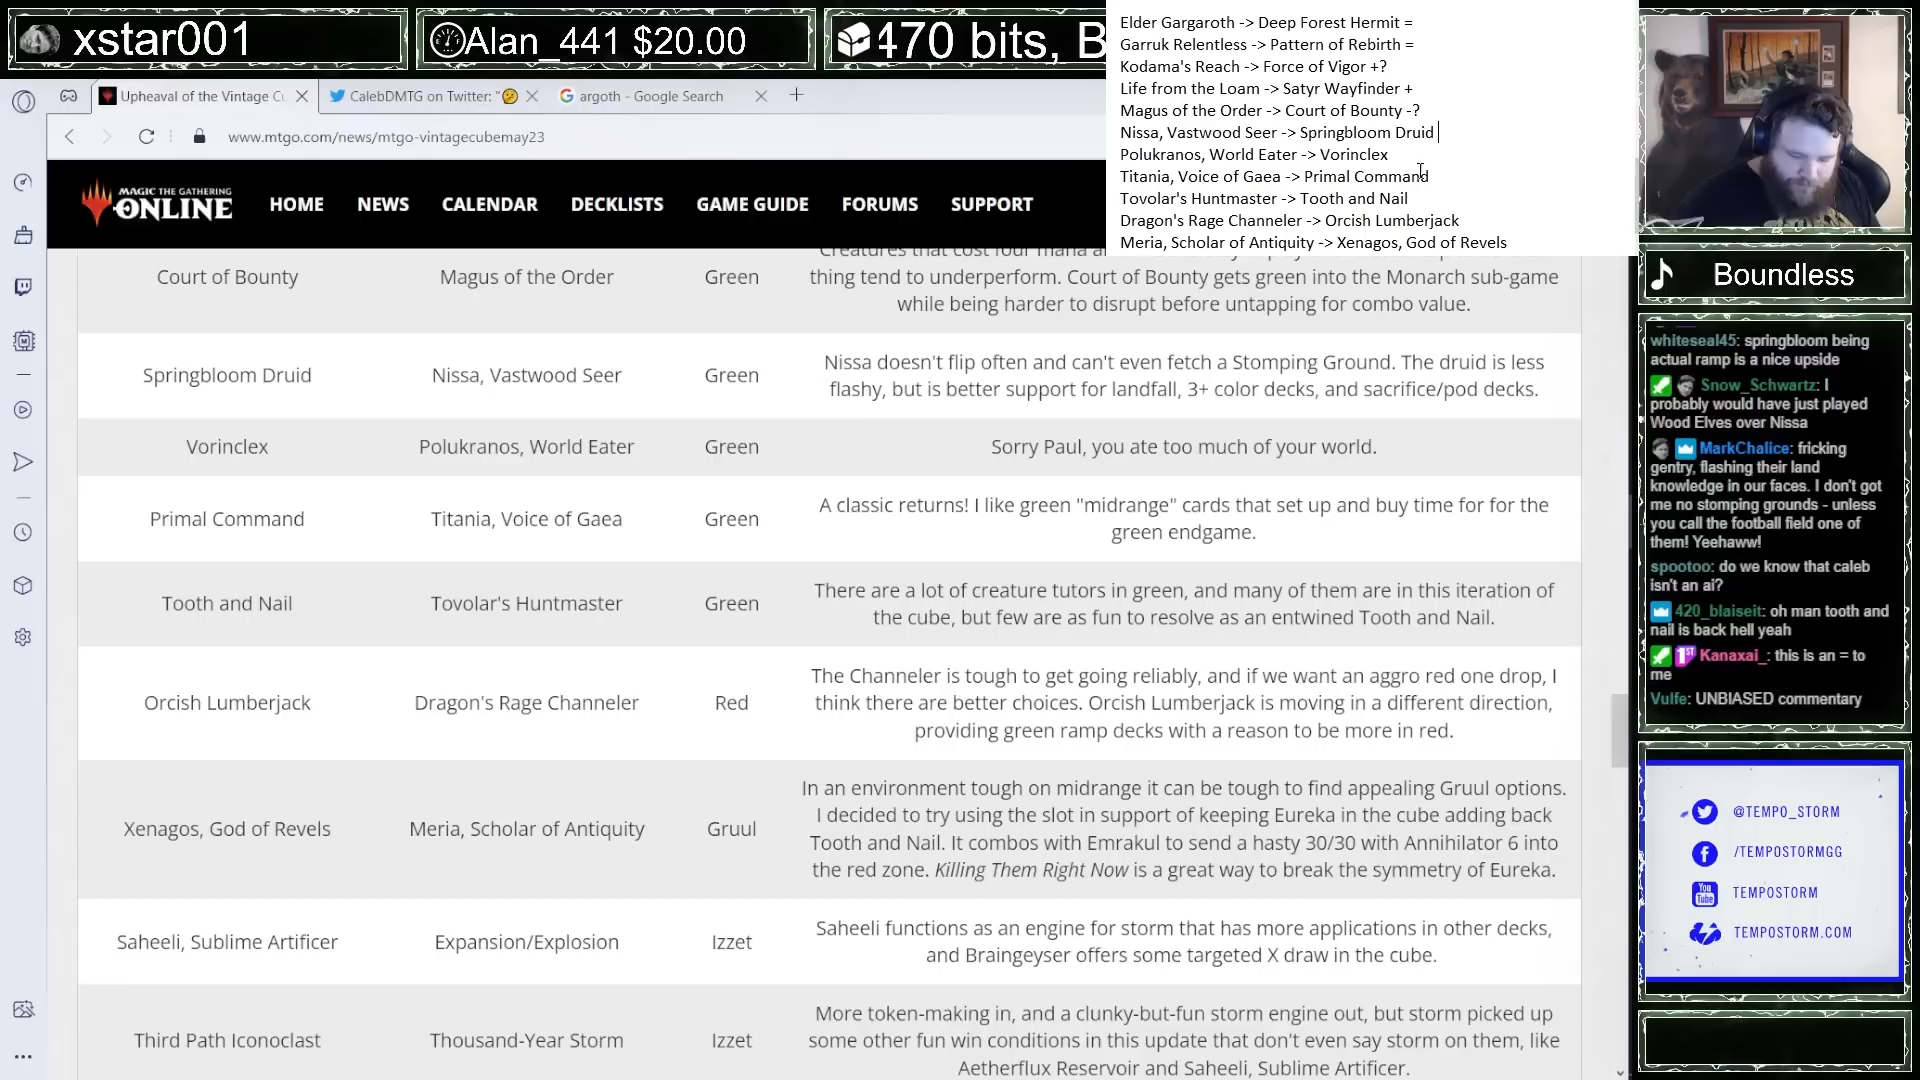 xstar001
Alan_441 $20.00
470 bits, B
Elder Gargaroth -> Deep Forest Hermit =
Garruk Relentless -> Pattern of Rebirth =
Kodama's Reach -> Force of Vigor +?
Life from the Loam -> Satyr Wayfinder +
Magus of the Order -> Court of Bounty -?
Nissa, Vastwood Seer -> Springbloom Druid
Polukranos, World Eater -> Vorinclex
Titania, Voice of Gaea -> Primal Command
Tovolar's Huntmaster -> Tooth and Nail
Dragon's Rage Channeler -> Orcish Lumberjack
Meria, Scholar of Antiquity -> Xenagos, God of Revels
Upheaval of the Vintage Cu
CalebDMTG on Twitter: "🤔
argoth - Google Search
www.mtgo.com/news/mtgo-vintagecubemay23
MAGIC THE GATHERING
ONLINE
HOME
NEWS
CALENDAR
DECKLISTS
GAME GUIDE
FORUMS
SUPPORT
Court of Bounty
Magus of the Order
Green
thing tend to underperform. Court of Bounty gets green into the Monarch sub-game
while being harder to disrupt before untapping for combo value.
Springbloom Druid
Nissa, Vastwood Seer
Green
Nissa doesn't flip often and can't even fetch a Stomping Ground. The druid is less
flashy, but is better support for landfall, 3+ color decks, and sacrifice/pod decks.
Vorinclex
Polukranos, World Eater
Green
Sorry Paul, you ate too much of your world.
Primal Command
Titania, Voice of Gaea
Green
A classic returns! I like green "midrange" cards that set up and buy time for for the
green endgame.
Tooth and Nail
Tovolar's Huntmaster
Green
There are a lot of creature tutors in green, and many of them are in this iteration of
the cube, but few are as fun to resolve as an entwined Tooth and Nail.
Orcish Lumberjack
Dragon's Rage Channeler
Red
The Channeler is tough to get going reliably, and if we want an aggro red one drop, I
think there are better choices. Orcish Lumberjack is moving in a different direction,
providing green ramp decks with a reason to be more in red.
Xenagos, God of Revels
Meria, Scholar of Antiquity
Gruul
In an environment tough on midrange it can be tough to find appealing Gruul options.
I decided to try using the slot in support of keeping Eureka in the cube adding back
Tooth and Nail. It combos with Emrakul to send a hasty 30/30 with Annihilator 6 into
the red zone. Killing Them Right Now is a great way to break the symmetry of Eureka.
Saheeli, Sublime Artificer
Expansion/Explosion
Izzet
Saheeli functions as an engine for storm that has more applications in other decks,
and Braingeyser offers some targeted X draw in the cube.
Third Path Iconoclast
Thousand-Year Storm
Izzet
More token-making in, and a clunky-but-fun storm engine out, but storm picked up
some other fun win conditions in this update that don't even say storm on them, like
Aetherflux Reservoir and Saheeli, Sublime Artificer.
Boundless
whiteseal45: springbloom being
actual ramp is a nice upside
Snow_Schwartz: I
probably would have just played
Wood Elves over Nissa
MarkChalice: fricking
gentry, flashing their land
knowledge in our faces. I don't got
me no stomping grounds - unless
you call the football field one of
them! Yeehaww!
spootoo: do we know that caleb
isn't an ai?
420_blaiseit: oh man tooth and
nail is back hell yeah
Kanaxai_: this is an = to
me
Vulfe: UNBIASED commentary
@TEMPO_STORM
/TEMPOSTORMGG
TEMPOSTORM
TEMPOSTORM.COM